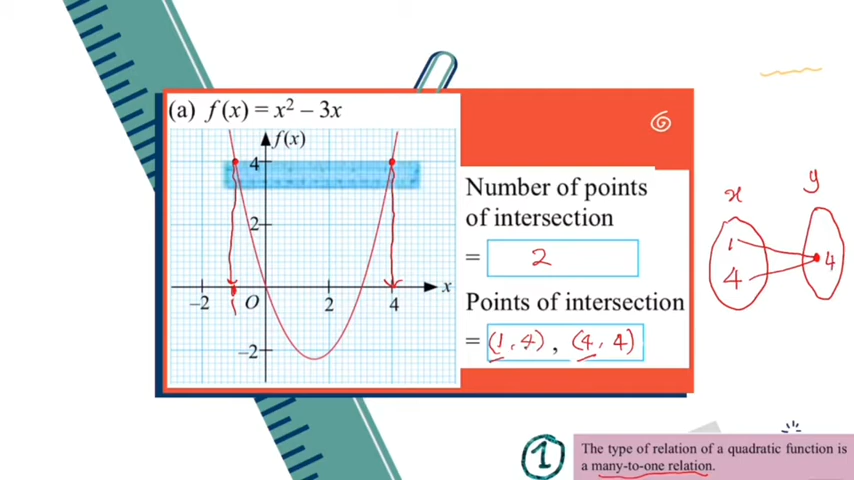 (a) f(x) = x² – 3x
f(x)
4
2
–2 1 O 2 4 x
–2
Number of points
of intersection
= 2
Points of intersection
= (1, 4), (4, 4)
x y
1
4 4
1
The type of relation of a quadratic function is
a many-to-one relation.